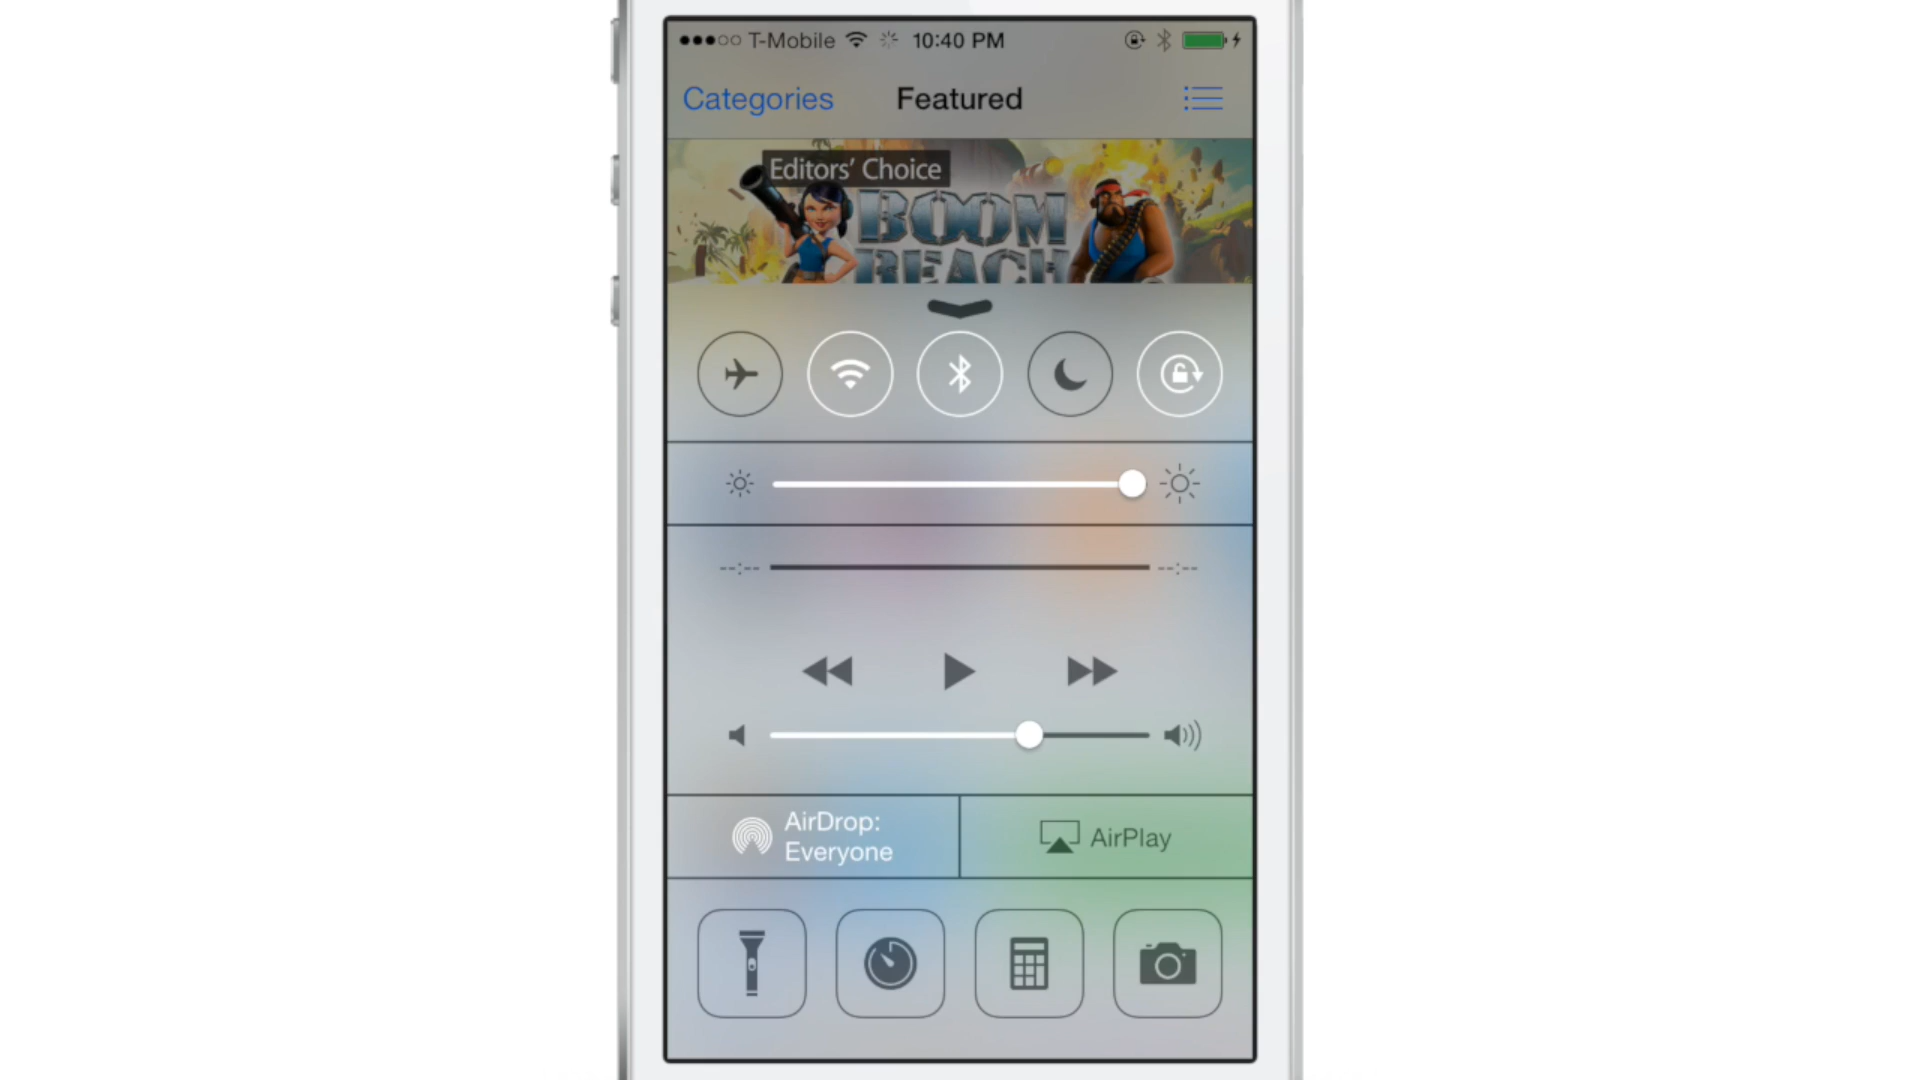 T-Mobile 10:40 PM
Categories Featured
Editors’ Choice
BOOM
BEACH
--:-- --:--
AirDrop:
Everyone
AirPlay